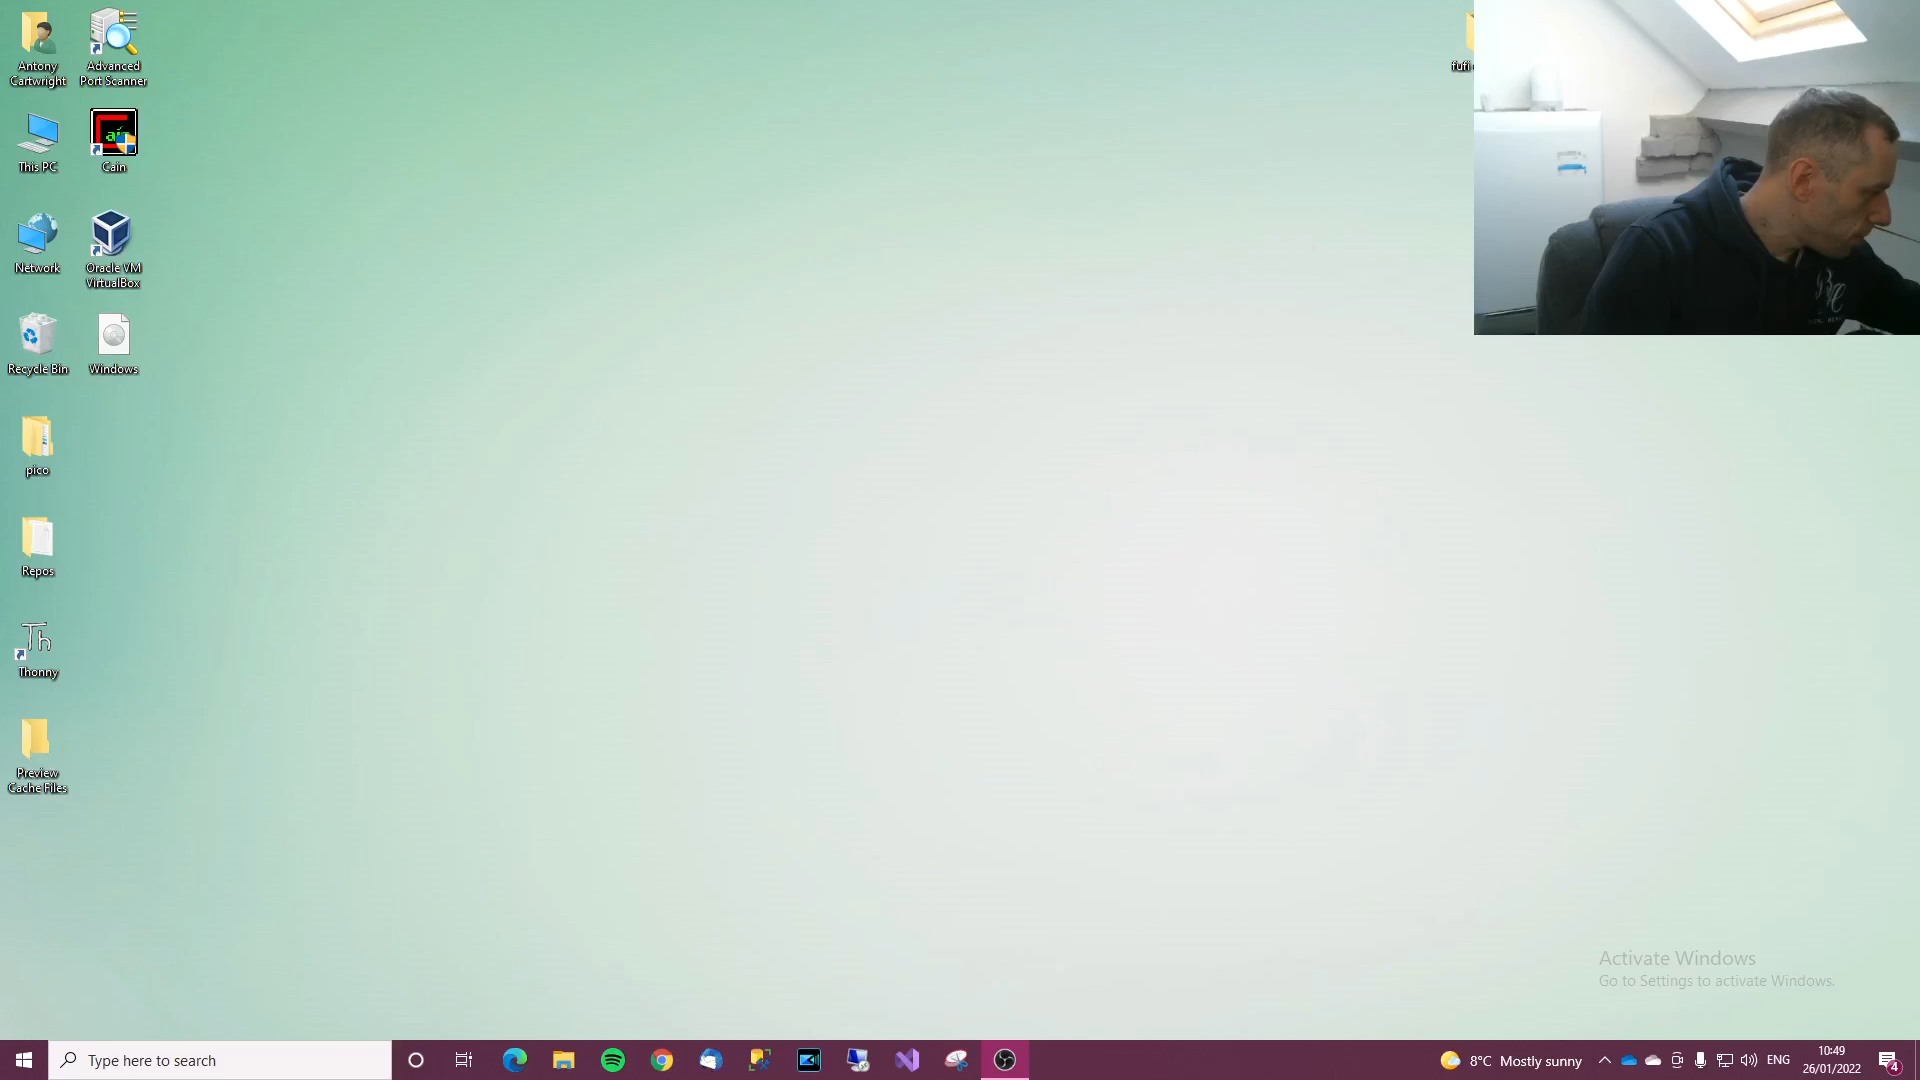 Antony
Cartwright
Advanced
Port Scanner
This PC
Cain
Network
Oracle VM
VirtualBox
Recycle Bin
Windows
pico
Repos
Thonny
Preview
Cache Files
fufi
Activate Windows
Go to Settings to activate Windows.
Type here to search
8°C Mostly sunny
ENG
10:49
26/01/2022
4